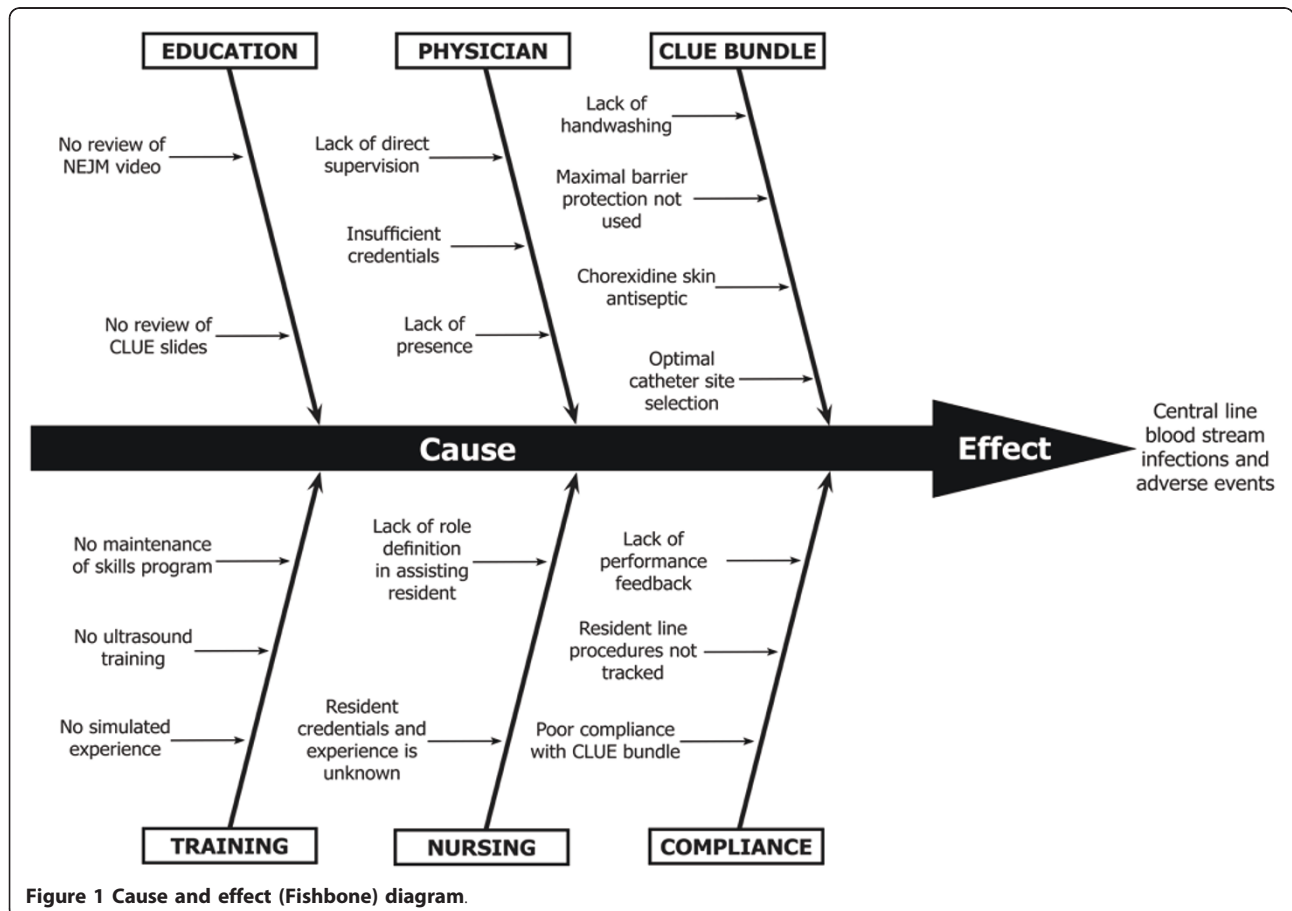 EDUCATION
PHYSICIAN
CLUE BUNDLE
No review of
NEJM video
No review of
CLUE slides
Lack of direct
supervision
Insufficient
credentials
Lack of
presence
Lack of
handwashing
Maximal barrier
protection not
used
Chorexidine skin
antiseptic
Optimal
catheter site
selection
Cause
Effect
Central line
blood stream
infections and
adverse events
No maintenance
of skills program
No ultrasound
training
No simulated
experience
Lack of role
definition
in assisting
resident
Resident
credentials and
experience is
unknown
Lack of
performance
feedback
Resident line
procedures not
tracked
Poor compliance
with CLUE bundle
TRAINING
NURSING
COMPLIANCE
Figure 1 Cause and effect (Fishbone) diagram.